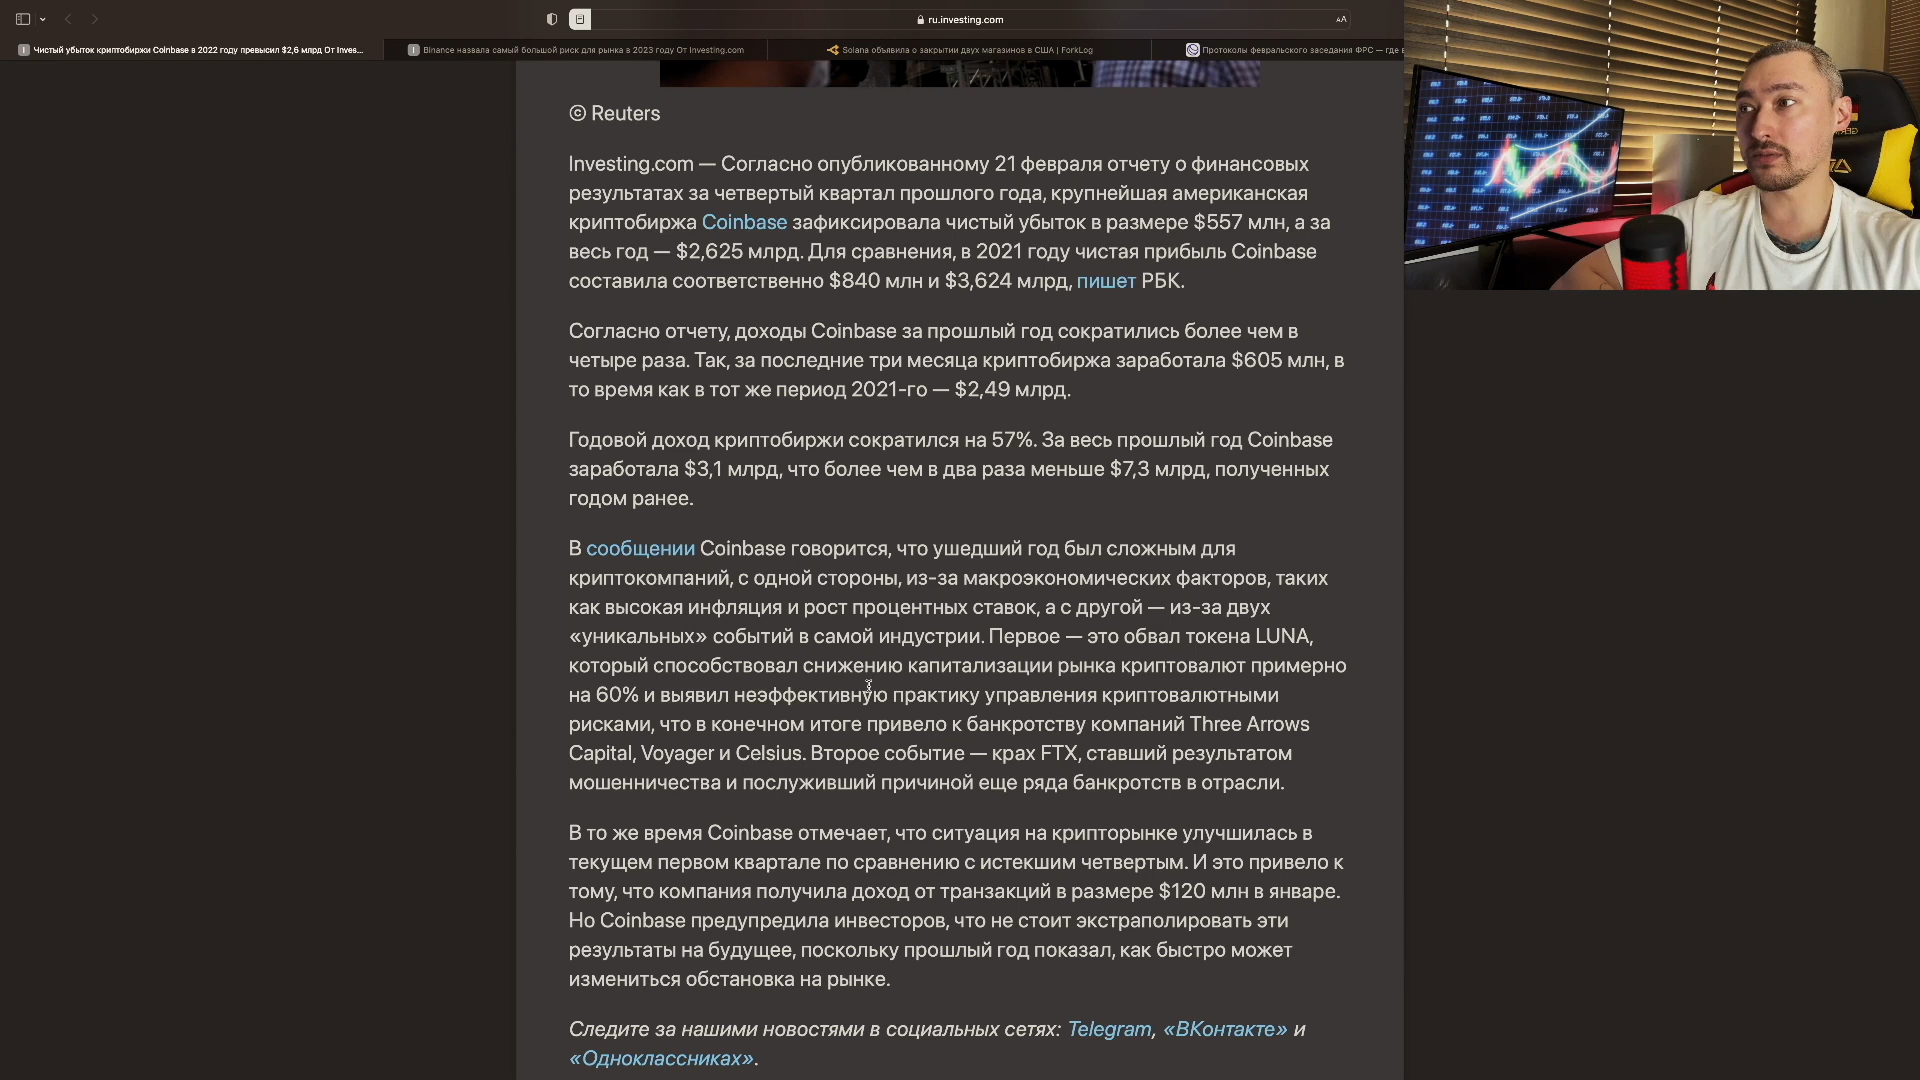 ru.investing.com
Чистый убыток криптобиржи Coinbase в 2022 году превысил $2,6 млрд От Inves...
Binance назвала самый большой риск для рынка в 2023 году От Investing.com
Solana объявила о закрытии двух магазинов в США | ForkLog
Протоколы февральского заседания ФРС — где
© Reuters
Investing.com — Согласно опубликованному 21 февраля отчету о финансовых
результатах за четвертый квартал прошлого года, крупнейшая американская
криптобиржа Coinbase зафиксировала чистый убыток в размере $557 млн, а за
весь год — $2,625 млрд. Для сравнения, в 2021 году чистая прибыль Coinbase
составила соответственно $840 млн и $3,624 млрд, пишет РБК.
Согласно отчету, доходы Coinbase за прошлый год сократились более чем в
четыре раза. Так, за последние три месяца криптобиржа заработала $605 млн, в
то время как в тот же период 2021-го — $2,49 млрд.
Годовой доход криптобиржи сократился на 57%. За весь прошлый год Coinbase
заработала $3,1 млрд, что более чем в два раза меньше $7,3 млрд, полученных
годом ранее.
В сообщении Coinbase говорится, что ушедший год был сложным для
криптокомпаний, с одной стороны, из-за макроэкономических факторов, таких
как высокая инфляция и рост процентных ставок, а с другой — из-за двух
«уникальных» событий в самой индустрии. Первое — это обвал токена LUNA,
который способствовал снижению капитализации рынка криптовалют примерно
на 60% и выявил неэффективную практику управления криптовалютными
рисками, что в конечном итоге привело к банкротству компаний Three Arrows
Capital, Voyager и Celsius. Второе событие — крах FTX, ставший результатом
мошенничества и послуживший причиной еще ряда банкротств в отрасли.
В то же время Coinbase отмечает, что ситуация на крипторынке улучшилась в
текущем первом квартале по сравнению с истекшим четвертым. И это привело к
тому, что компания получила доход от транзакций в размере $120 млн в январе.
Но Coinbase предупредила инвесторов, что не стоит экстраполировать эти
результаты на будущее, поскольку прошлый год показал, как быстро может
измениться обстановка на рынке.
Следите за нашими новостями в социальных сетях: Telegram, «ВКонтакте» и
«Одноклассниках».